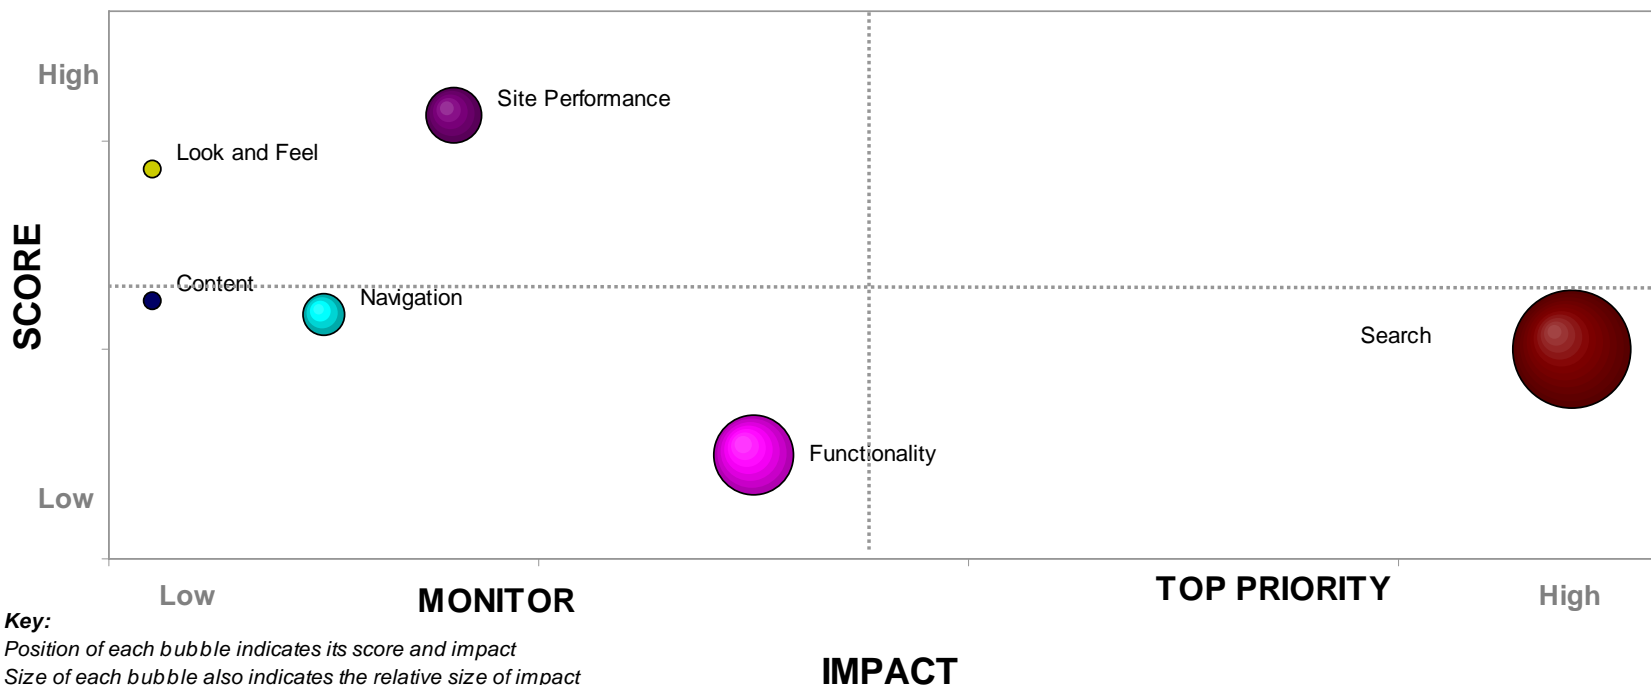 High
Site Performance
Look and Feel
SCORE
Content
Navigation
Search
Functionality
Low
Low
MONITOR
TOP PRIORITY
High
Key:
Position of each bubble indicates its score and impact
Size of each bubble also indicates the relative size of impact
IMPACT